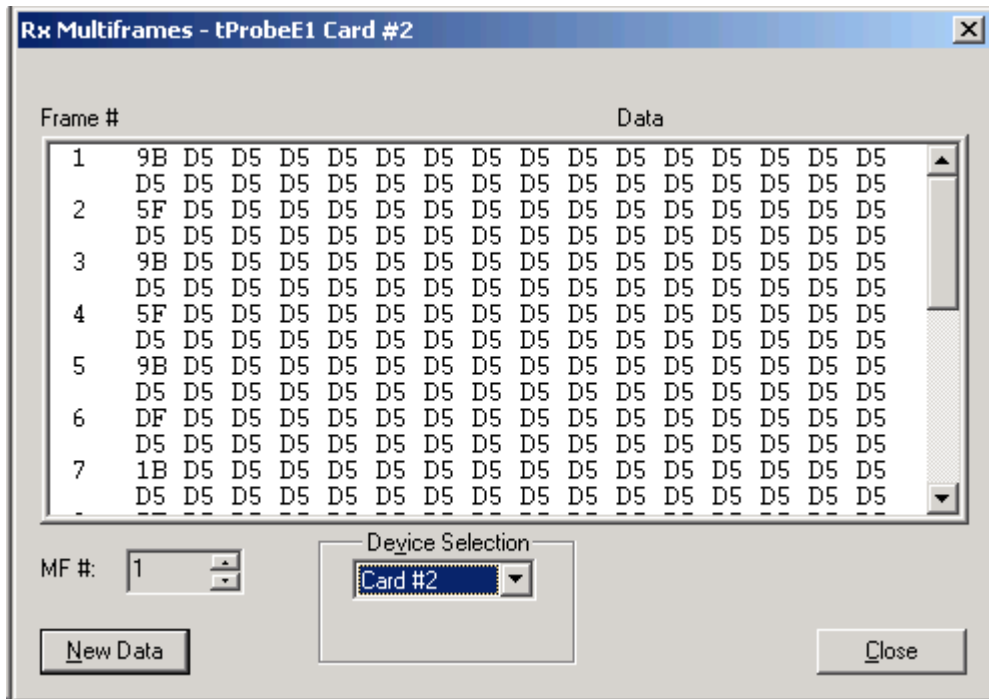 Rx Multiframes - tProbeE1 Card #2
Frame # Data
1 9B D5 D5 D5 D5 D5 D5 D5 D5 D5 D5 D5 D5 D5 D5 D5
D5 D5 D5 D5 D5 D5 D5 D5 D5 D5 D5 D5 D5 D5 D5 D5
2 5F D5 D5 D5 D5 D5 D5 D5 D5 D5 D5 D5 D5 D5 D5 D5
D5 D5 D5 D5 D5 D5 D5 D5 D5 D5 D5 D5 D5 D5 D5 D5
3 9B D5 D5 D5 D5 D5 D5 D5 D5 D5 D5 D5 D5 D5 D5 D5
D5 D5 D5 D5 D5 D5 D5 D5 D5 D5 D5 D5 D5 D5 D5 D5
4 5F D5 D5 D5 D5 D5 D5 D5 D5 D5 D5 D5 D5 D5 D5 D5
D5 D5 D5 D5 D5 D5 D5 D5 D5 D5 D5 D5 D5 D5 D5 D5
5 9B D5 D5 D5 D5 D5 D5 D5 D5 D5 D5 D5 D5 D5 D5 D5
D5 D5 D5 D5 D5 D5 D5 D5 D5 D5 D5 D5 D5 D5 D5 D5
6 DF D5 D5 D5 D5 D5 D5 D5 D5 D5 D5 D5 D5 D5 D5 D5
D5 D5 D5 D5 D5 D5 D5 D5 D5 D5 D5 D5 D5 D5 D5 D5
7 1B D5 D5 D5 D5 D5 D5 D5 D5 D5 D5 D5 D5 D5 D5 D5
D5 D5 D5 D5 D5 D5 D5 D5 D5 D5 D5 D5 D5 D5 D5 D5
Device Selection
MF #: 1
Card #2
New Data
Close